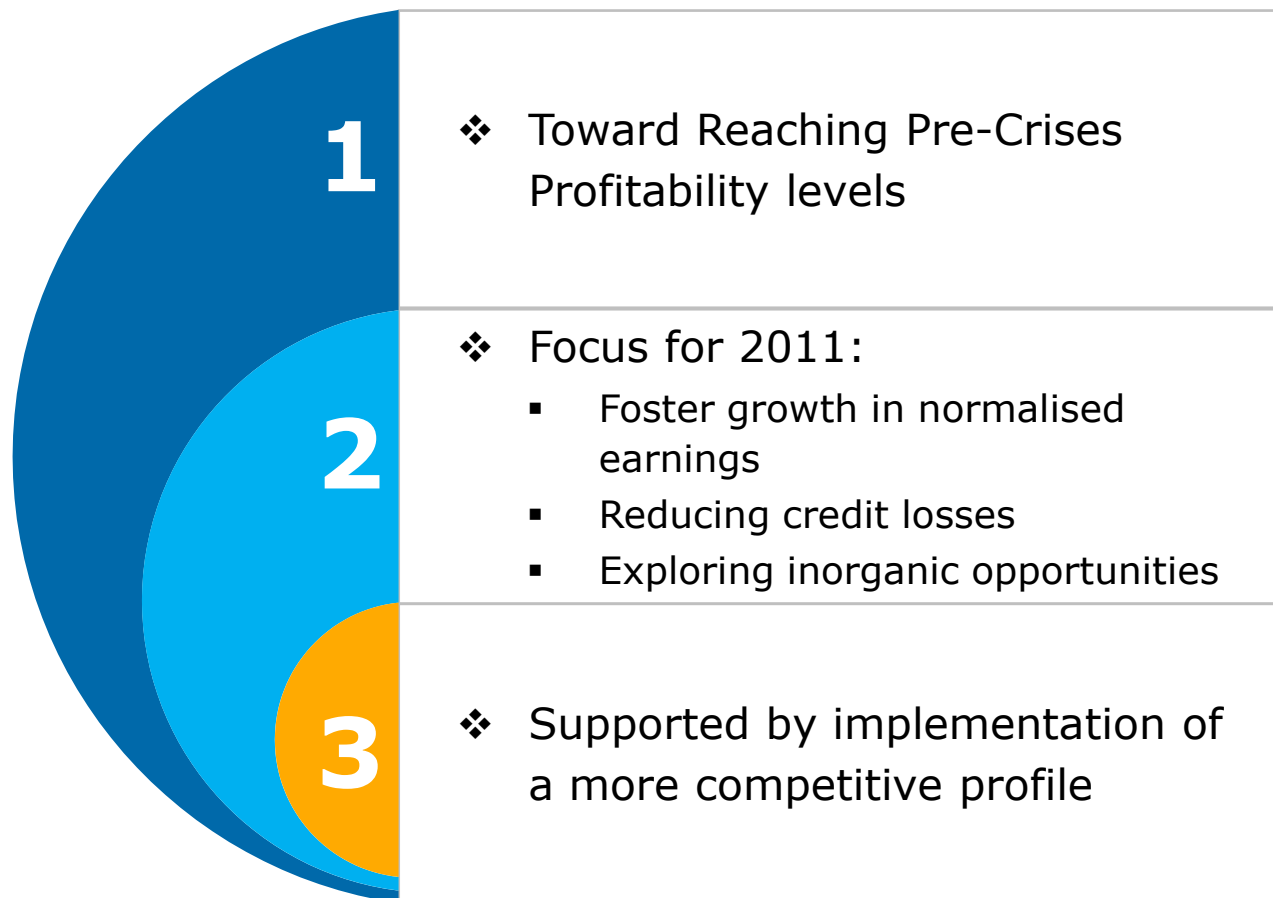 1
❖ Toward Reaching Pre-Crises
Profitability levels
2
❖ Focus for 2011:
▪ Foster growth in normalised
earnings
▪ Reducing credit losses
▪ Exploring inorganic opportunities
3
❖ Supported by implementation of
a more competitive profile